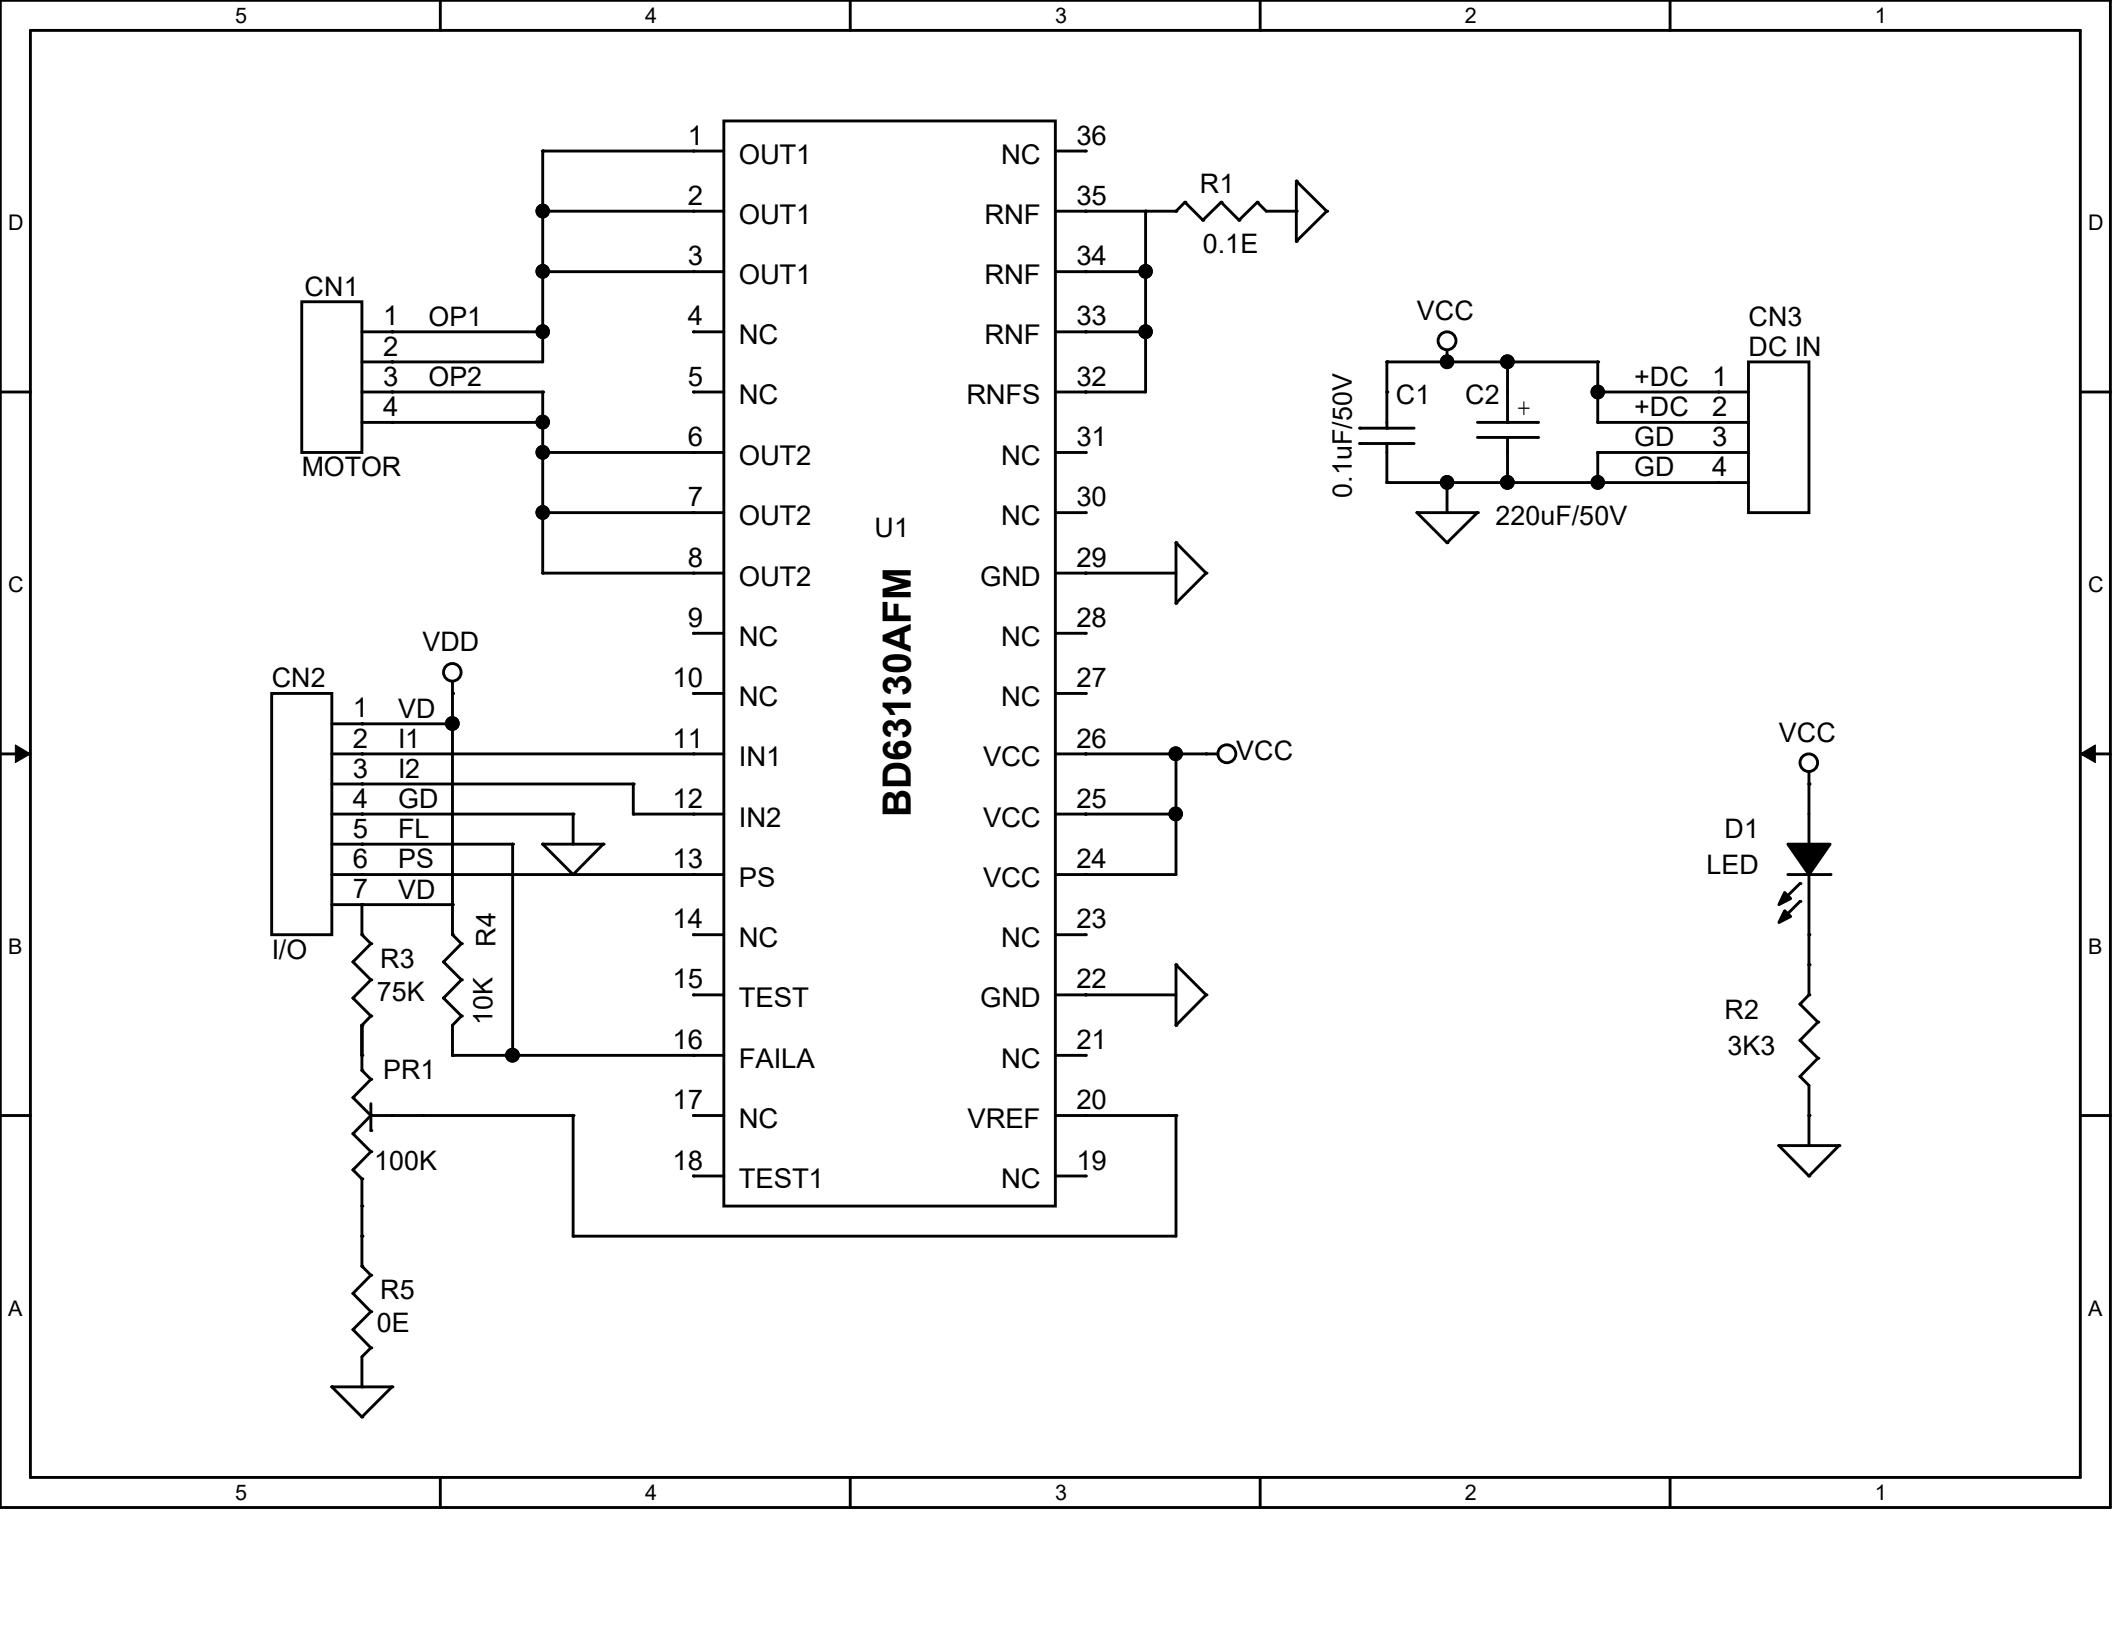 5 4 3 2 1
D D
C C
B B
A A
5 4 3 2 1
CN1
1 OP1
2
3 OP2
4
MOTOR
VDD
CN2
1 VD
2 I1
3 I2
4 GD
5 FL
6 PS
7 VD
I/O
R3
75K
R4
10K
PR1
100K
R5
0E
U1
BD63130AFM
1 OUT1
2 OUT1
3 OUT1
4 NC
5 NC
6 OUT2
7 OUT2
8 OUT2
9 NC
10 NC
11 IN1
12 IN2
13 PS
14 NC
15 TEST
16 FAILA
17 NC
18 TEST1
NC 36
RNF 35
RNF 34
RNF 33
RNFS 32
NC 31
NC 30
GND 29
NC 28
NC 27
VCC 26
VCC 25
VCC 24
NC 23
GND 22
NC 21
VREF 20
NC 19
R1
0.1E
VCC
VCC
C1
0.1uF/50V
C2 +
220uF/50V
CN3
DC IN
+DC 1
+DC 2
GD 3
GD 4
VCC
D1
LED
R2
3K3